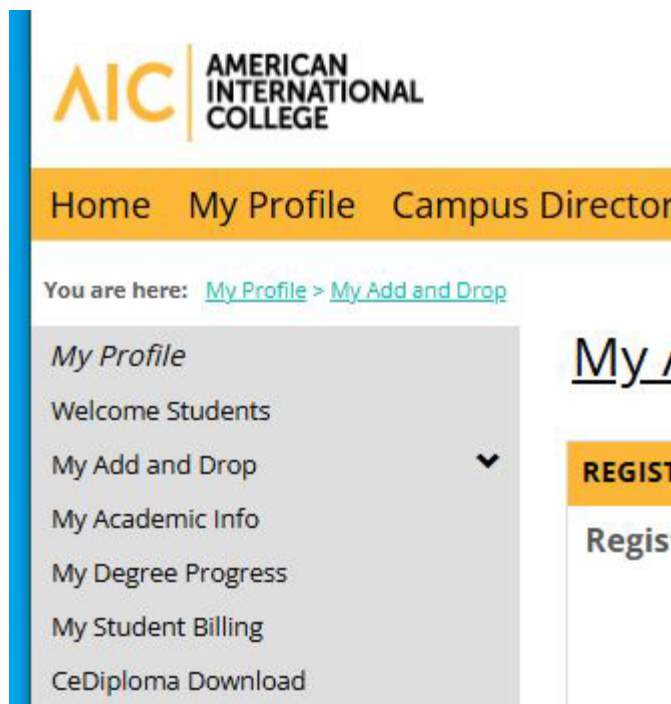 AIC
AMERICAN
INTERNATIONAL
COLLEGE
Home My Profile Campus
You are here: My Profile > My Add and Drop
My Profile
My
Welcome Students
My Add and Drop
My Academic Info
My Degree Progress
My Student Billing
CeDiploma Download